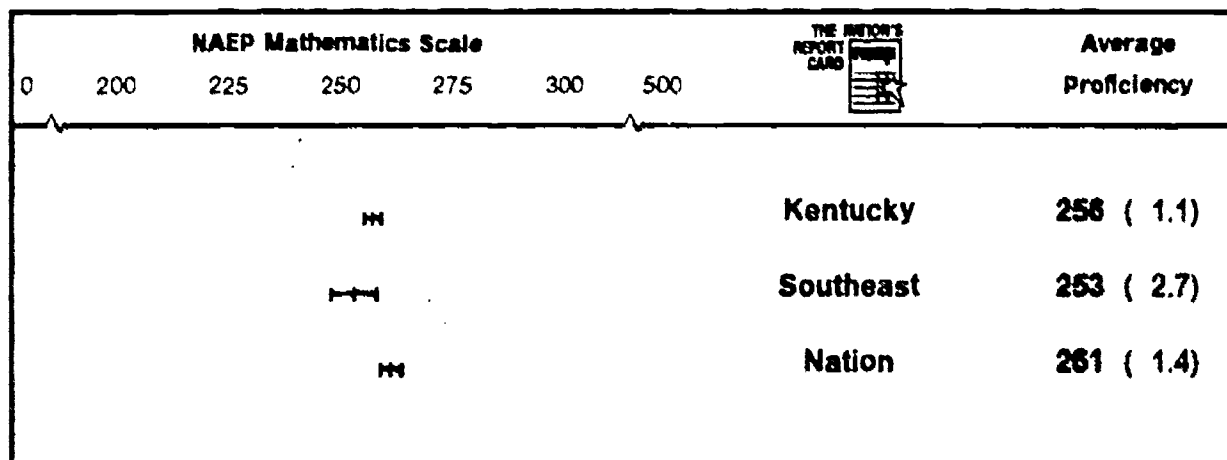 NAEP Mathematics Scale
0 200 225 250 275 300 500
THE NATION'S
REPORT
CARD
Average
Proficiency
Kentucky 256 ( 1.1)
Southeast 253 ( 2.7)
Nation 261 ( 1.4)